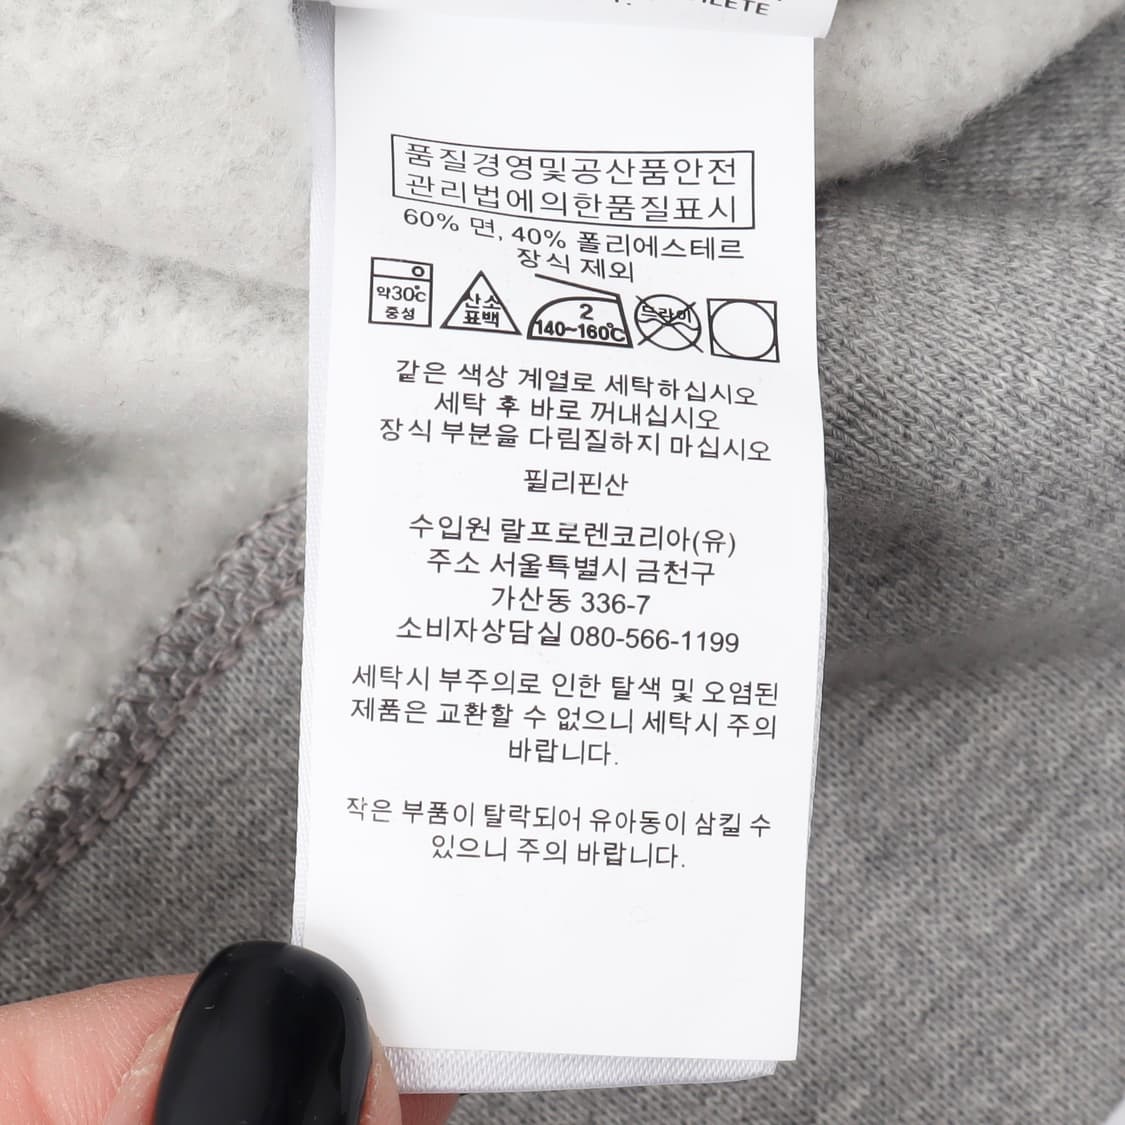 품질경영및공산품안전
관리법에의한품질표시
60% 면, 40% 폴리에스테르
장식 제외
약30℃
중성
산소
표백
2
140~160℃
드라이
같은 색상 계열로 세탁하십시오
세탁 후 바로 꺼내십시오
장식 부분을 다림질하지 마십시오
필리핀산
수입원 랄프로렌코리아(유)
주소 서울특별시 금천구
가산동 336-7
소비자상담실 080-566-1199
세탁시 부주의로 인한 탈색 및 오염된
제품은 교환할 수 없으니 세탁시 주의
바랍니다.
작은 부품이 탈락되어 유아동이 삼킬 수
있으니 주의 바랍니다.